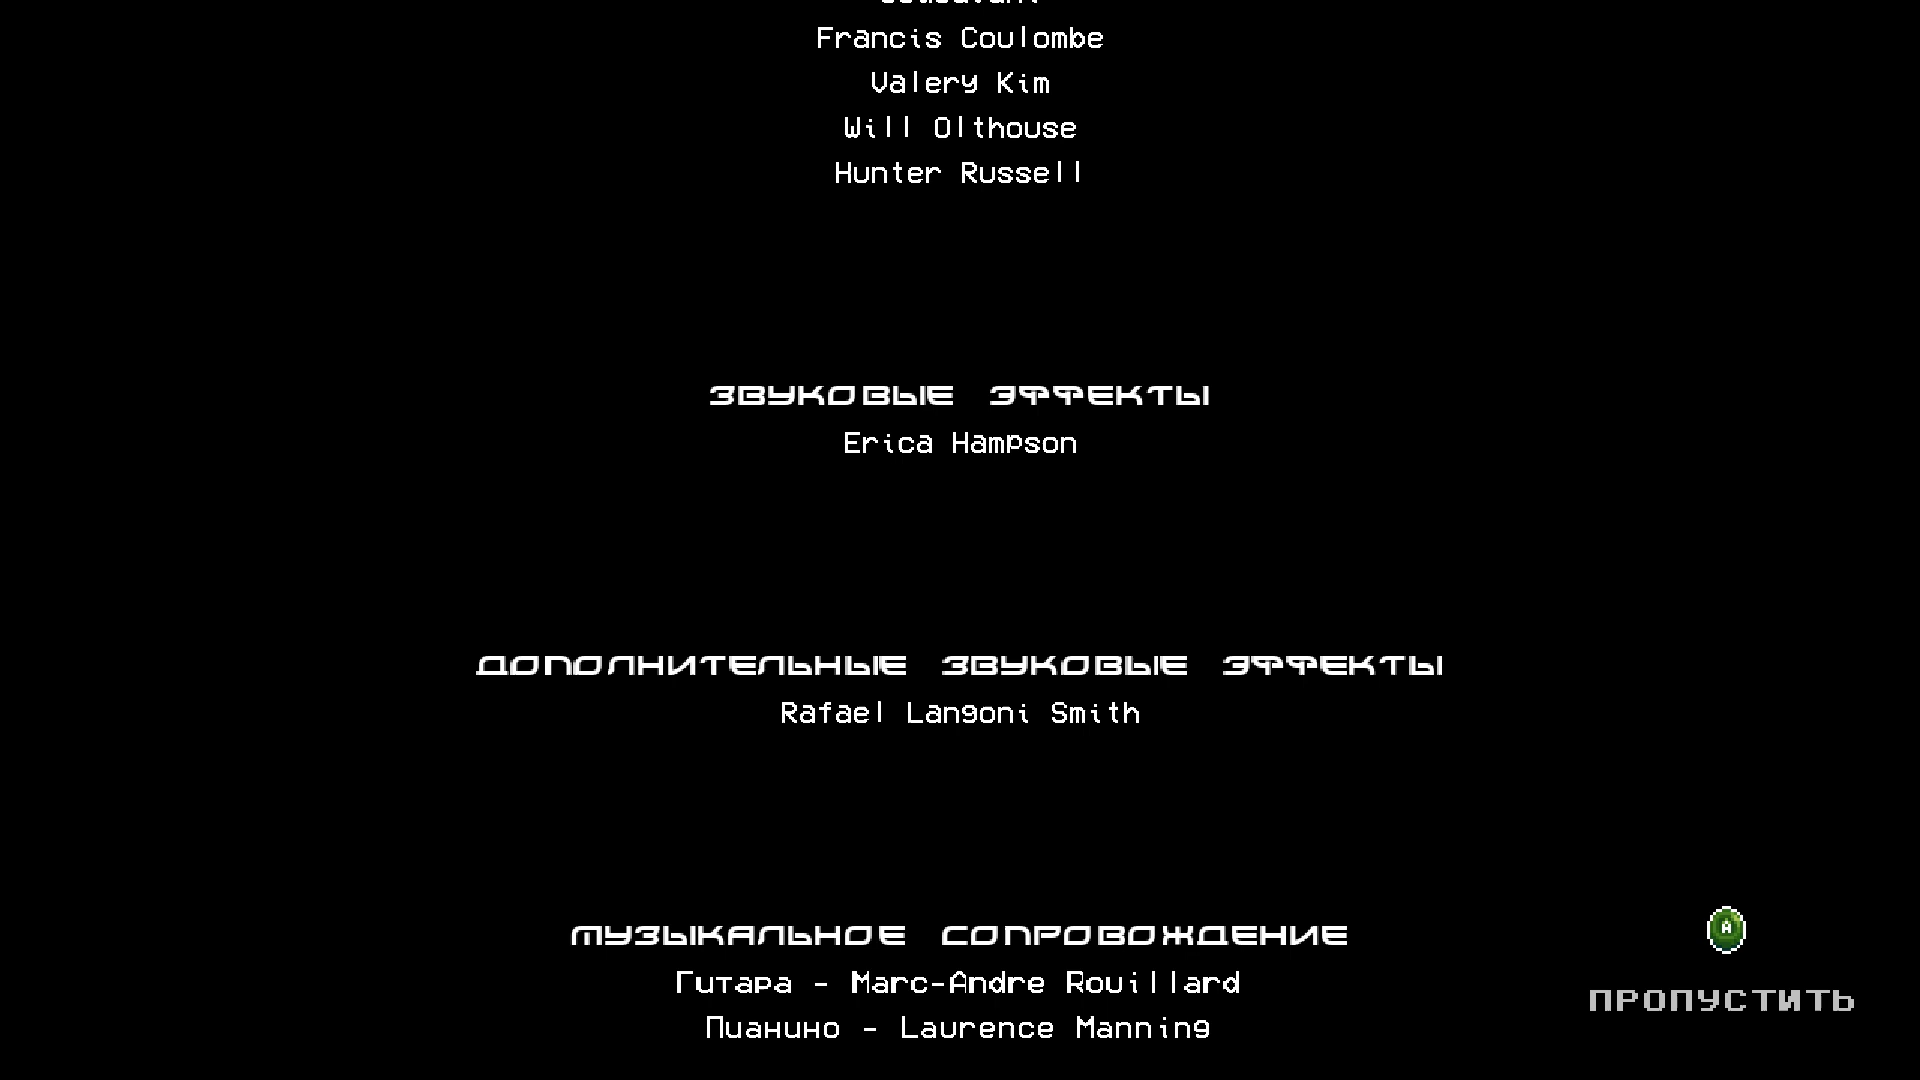 Francis Coulombe
Valery Kim
Will Olthouse
Hunter Russell
ЗВУКОВЫЕ ЭФФЕКТЫ
Erica Hampson
ДОПОЛНИТЕЛЬНЫЕ ЗВУКОВЫЕ ЭФФЕКТЫ
Rafael Langoni Smith
МУЗЫКАЛЬНОЕ СОПРОВОЖДЕНИЕ
Гитара - Marc-Andre Rouillard
Пианино - Laurence Manning
A
ПРОПУСТИТЬ